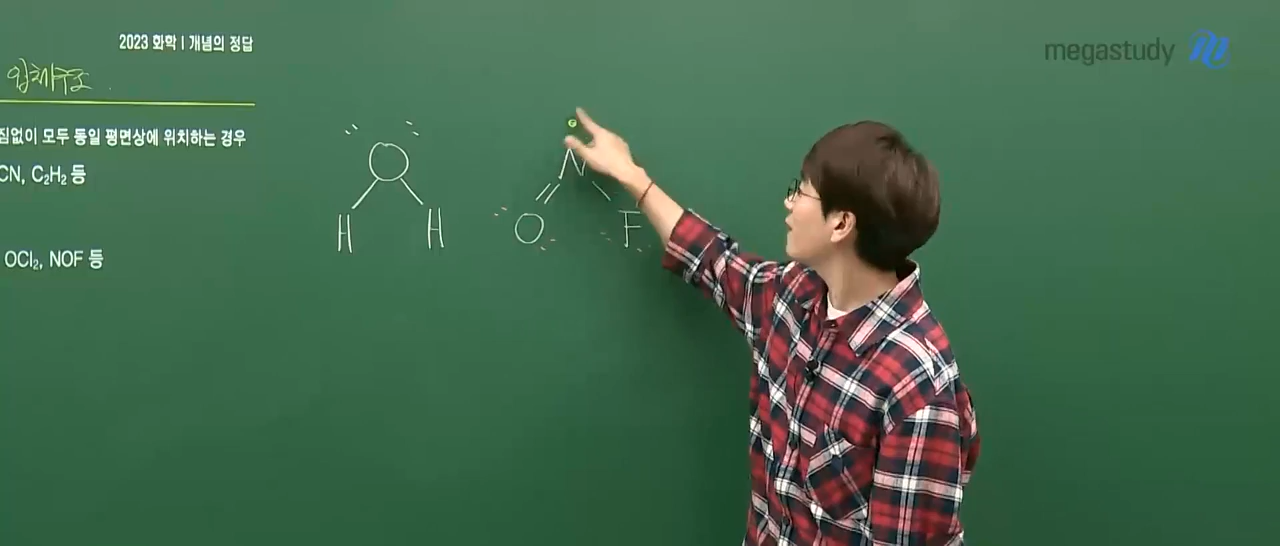 2023 화학 I 개념의 정답
megastudy
입체구조
짐없이 모두 동일 평면상에 위치하는 경우
CN, C₂H₂ 등
OCl₂, NOF 등
O
H H
N
O F